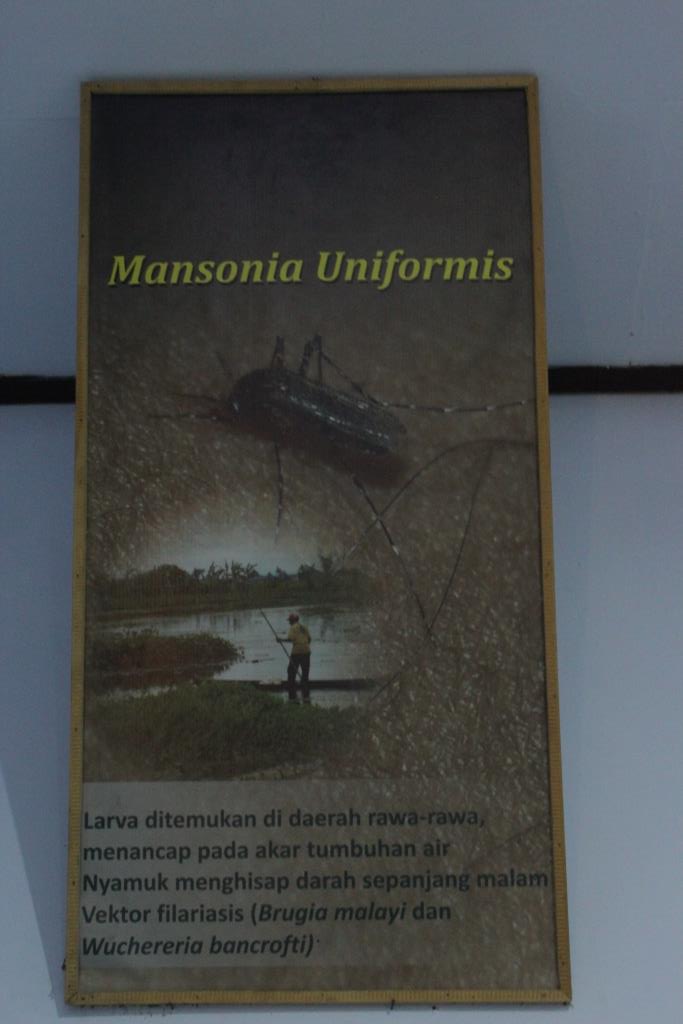 Mansonia Uniformis
Larva ditemukan di daerah rawa-rawa,
menancap pada akar tumbuhan air
Nyamuk menghisap darah sepanjang malam
Vektor filariasis (Brugia malayi dan
Wuchereria bancrofti)